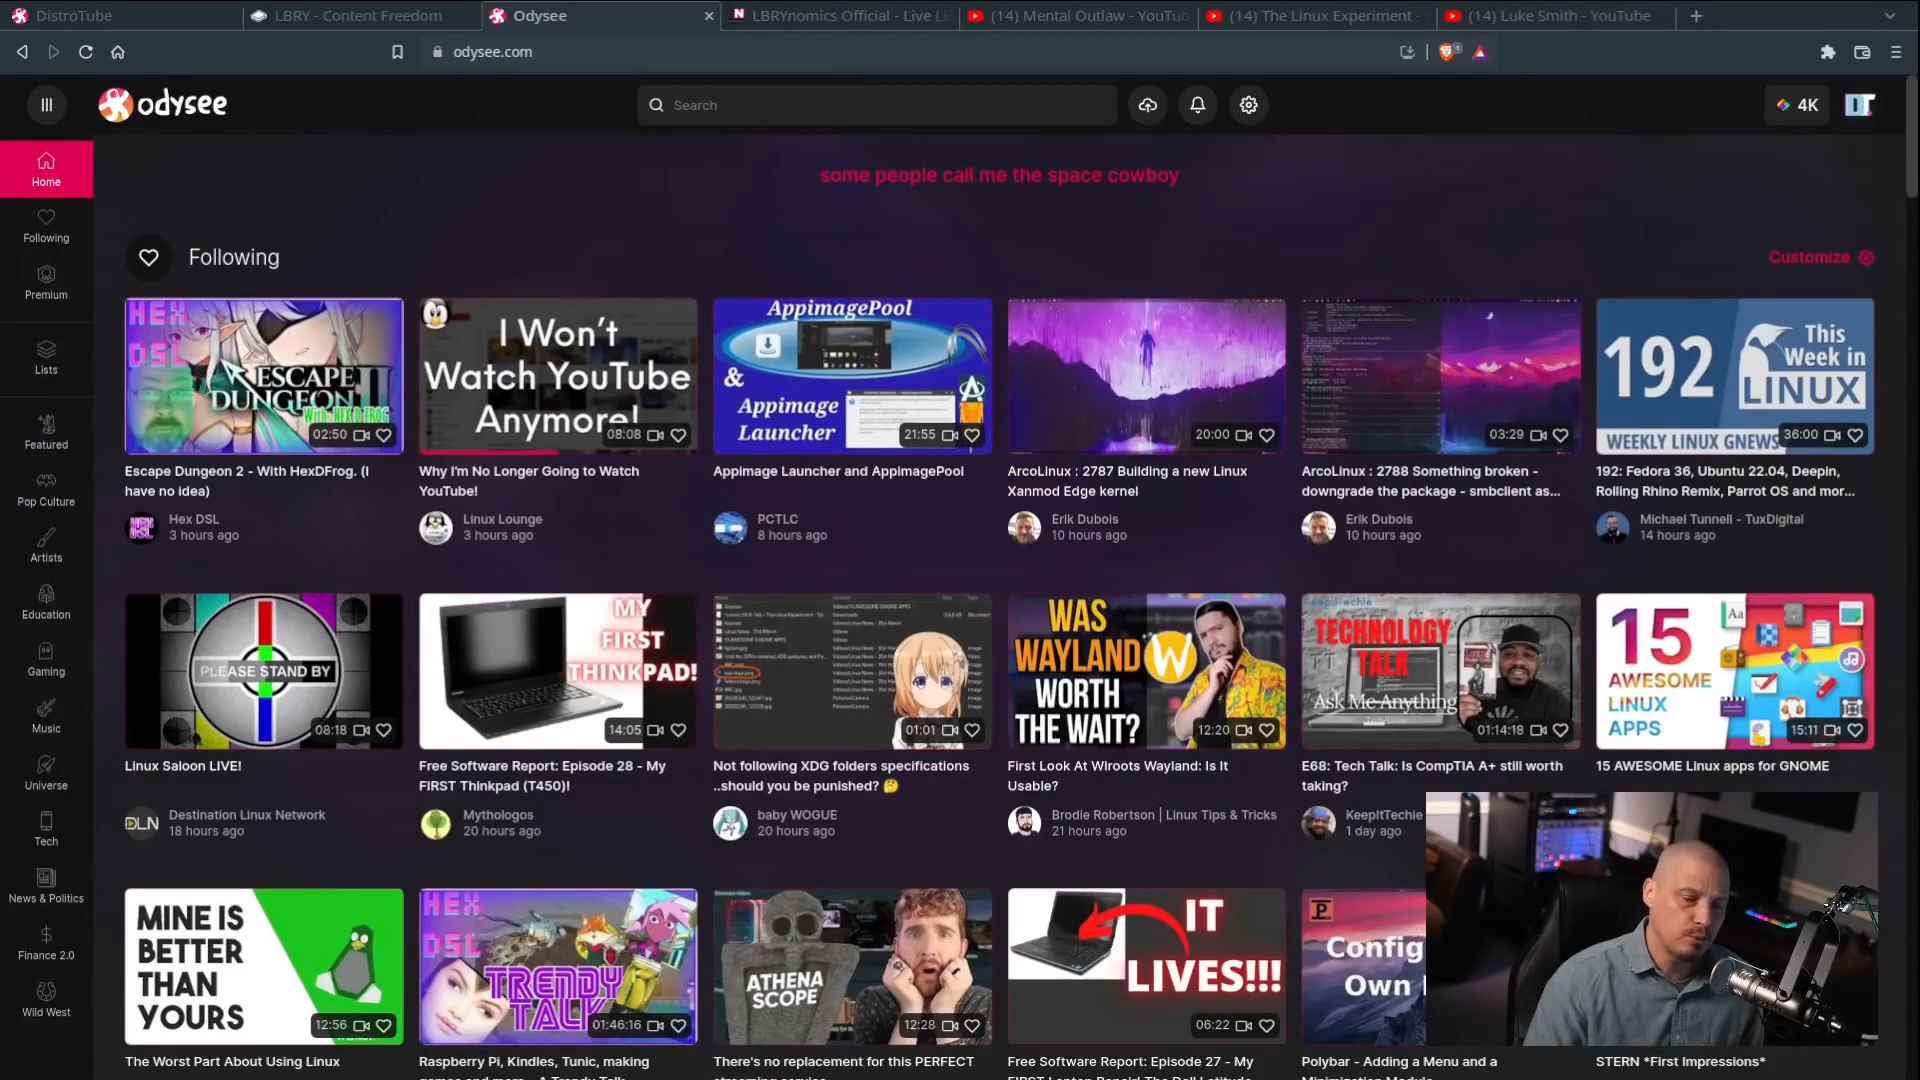 DistroTube
LBRY - Content Freedom
Odysee
LBRYnomics Official - Live LB
(14) Mental Outlaw - YouTub
(14) The Linux Experiment -
(14) Luke Smith - YouTube
odysee.com
odysee
Search
4K
Home
Following
Premium
Lists
Featured
Pop Culture
Artists
Education
Gaming
Music
Universe
Tech
News & Politics
Finance 2.0
Wild West
some people call me the space cowboy
Following
Customize
HEX
DSL
ESCAPE
DUNGEON II
With HEX D FROG
02:50
I Won't
Watch YouTube
Anymore!
08:08
AppimagePool
&
Appimage
Launcher
21:55
20:00
03:29
192
This
Week in
LINUX
WEEKLY LINUX GNEWS
36:00
Escape Dungeon 2 - With HexDFrog. (I
have no idea)
Hex DSL
3 hours ago
Why I'm No Longer Going to Watch
YouTube!
Linux Lounge
3 hours ago
Appimage Launcher and AppimagePool
PCTLC
8 hours ago
ArcoLinux : 2787 Building a new Linux
Xanmod Edge kernel
Erik Dubois
10 hours ago
ArcoLinux : 2788 Something broken -
downgrade the package - smbclient as...
Erik Dubois
10 hours ago
192: Fedora 36, Ubuntu 22.04, Deepin,
Rolling Rhino Remix, Parrot OS and mor...
Michael Tunnell - TuxDigital
14 hours ago
PLEASE STAND BY
08:18
MY
FIRST
THINKPAD!
14:05
01:01
WAS
WAYLAND
WORTH
THE WAIT?
12:20
TECHNOLOGY
TALK
Ask Me Anything
01:14:18
15
AWESOME
LINUX
APPS
Aa
15:11
Linux Saloon LIVE!
DLN
Destination Linux Network
18 hours ago
Free Software Report: Episode 28 - My
FIRST Thinkpad (T450)!
Mythologos
20 hours ago
Not following XDG folders specifications
..should you be punished? 🤔
baby WOGUE
20 hours ago
First Look At Wlroots Wayland: Is It
Usable?
Brodie Robertson | Linux Tips & Tricks
21 hours ago
E68: Tech Talk: Is CompTIA A+ still worth
taking?
KeepItTechie
1 day ago
15 AWESOME Linux apps for GNOME
MINE IS
BETTER
THAN
YOURS
12:56
HEX
DSL
TRENDY
TALK
01:46:16
ATHENA
SCOPE
12:28
IT
LIVES!!!
06:22
Config
Own
The Worst Part About Using Linux
Raspberry Pi, Kindles, Tunic, making
There's no replacement for this PERFECT
Free Software Report: Episode 27 - My
Polybar - Adding a Menu and a
STERN *First Impressions*